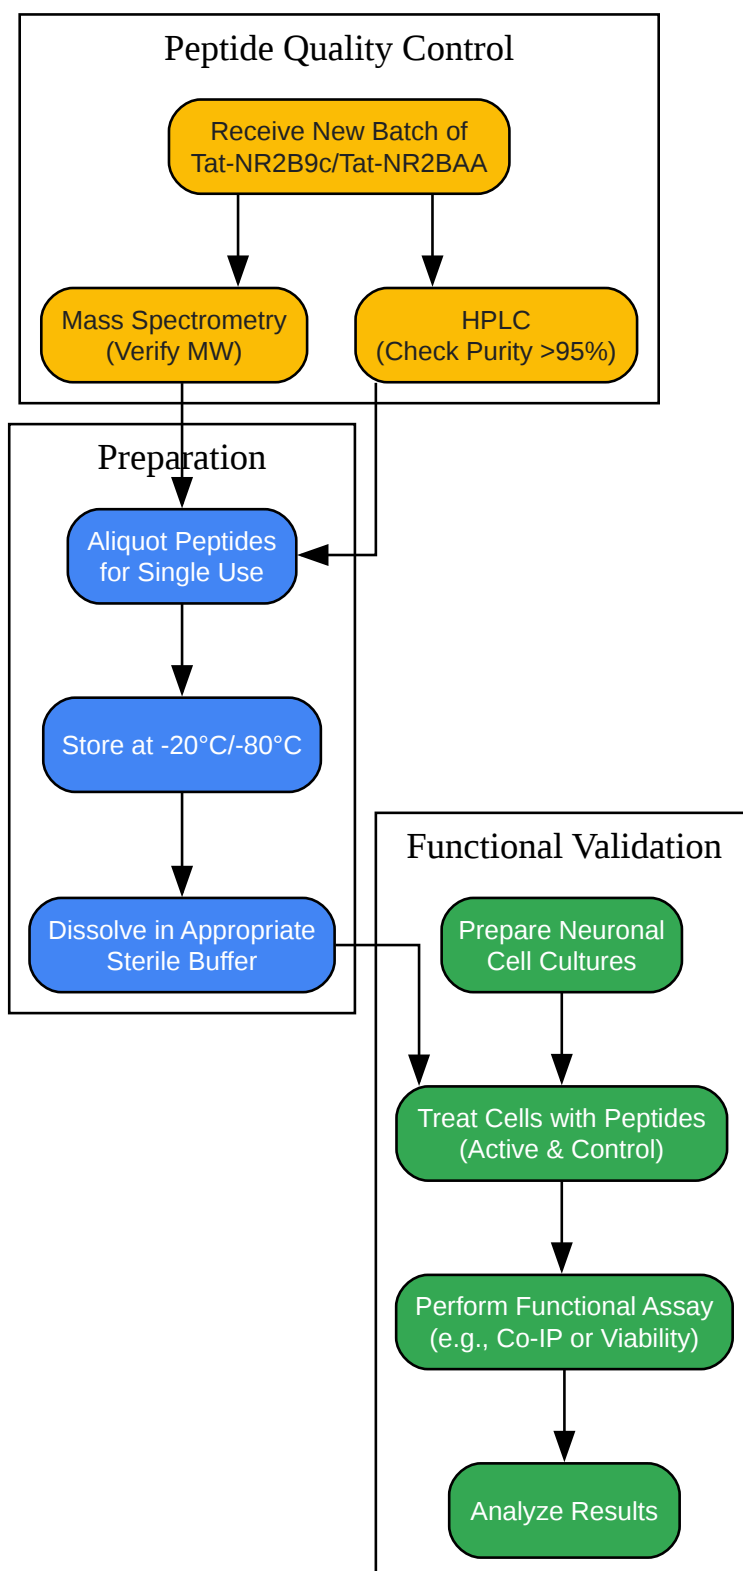 Peptide Quality Control
Receive New Batch of
Tat-NR2B9c/Tat-NR2BAA
Mass Spectrometry
(Verify MW)
HPLC
(Check Purity >95%)
Preparation
Aliquot Peptides
for Single Use
Store at -20°C/-80°C
Dissolve in Appropriate
Sterile Buffer
Functional Validation
Prepare Neuronal
Cell Cultures
Treat Cells with Peptides
(Active & Control)
Perform Functional Assay
(e.g., Co-IP or Viability)
Analyze Results